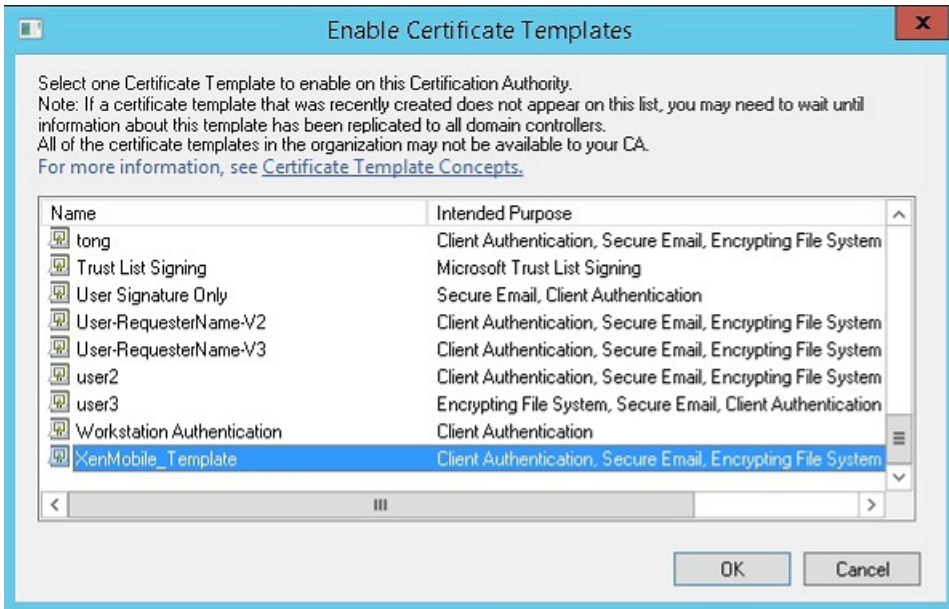 Enable Certificate Templates
x
Select one Certificate Template to enable on this Certification Authority.
Note: If a certificate template that was recently created does not appear on this list, you may need to wait until
information about this template has been replicated to all domain controllers.
All of the certificate templates in the organization may not be available to your CA.
For more information, see Certificate Template Concepts.
Name Intended Purpose
tong Client Authentication, Secure Email, Encrypting File System
Trust List Signing Microsoft Trust List Signing
User Signature Only Secure Email, Client Authentication
User-RequesterName-V2 Client Authentication, Secure Email, Encrypting File System
User-RequesterName-V3 Client Authentication, Secure Email, Encrypting File System
user2 Client Authentication, Secure Email, Encrypting File System
user3 Encrypting File System, Secure Email, Client Authentication
Workstation Authentication Client Authentication
XenMobile_Template Client Authentication, Secure Email, Encrypting File System
OK Cancel